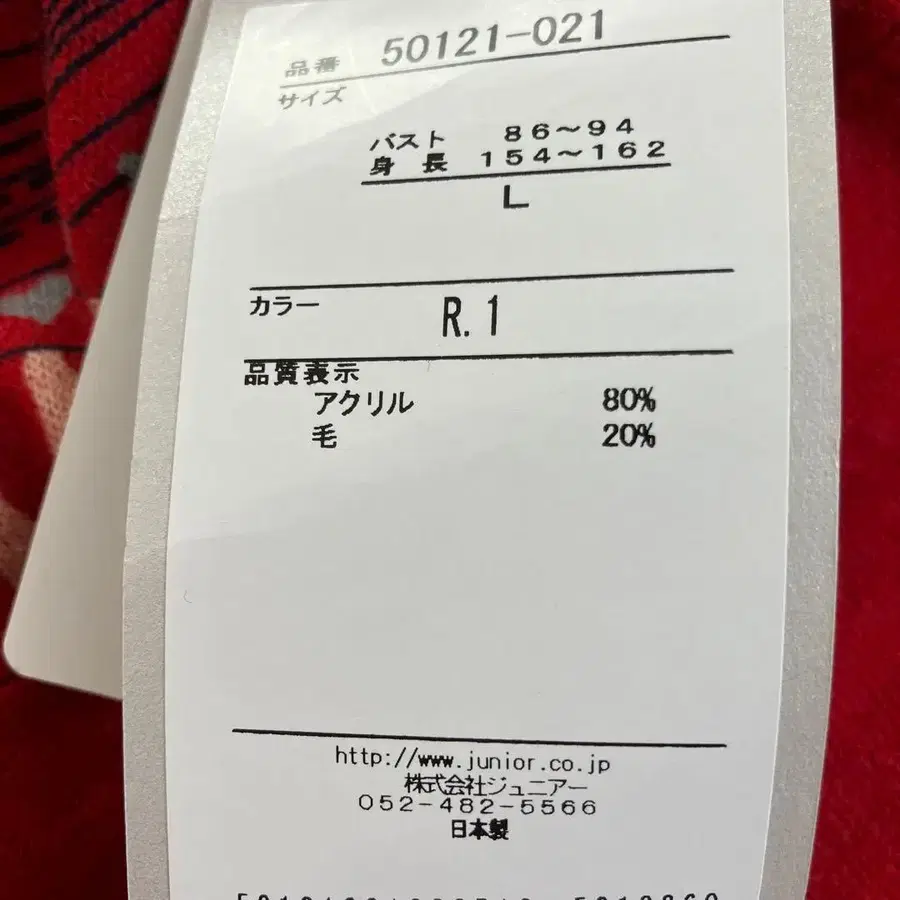 品番 50121-021
サイズ
バスト 86～94
身長 154～162
L
カラー R.1
品質表示
アクリル 80%
毛 20%
http://www.junior.co.jp
株式会社ジュニアー
052-482-5566
日本製